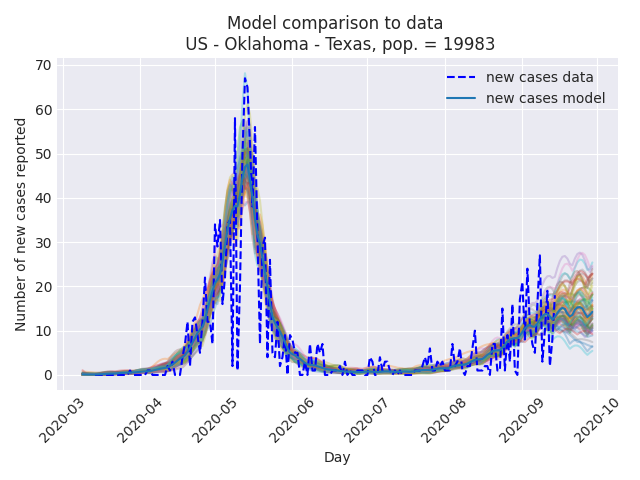 Model comparison to data
US - Oklahoma - Texas, pop. = 19983
new cases data
new cases model
Number of new cases reported
70
60
50
40
30
20
10
0
2020-03
2020-04
2020-05
2020-06
2020-07
2020-08
2020-09
2020-10
Day